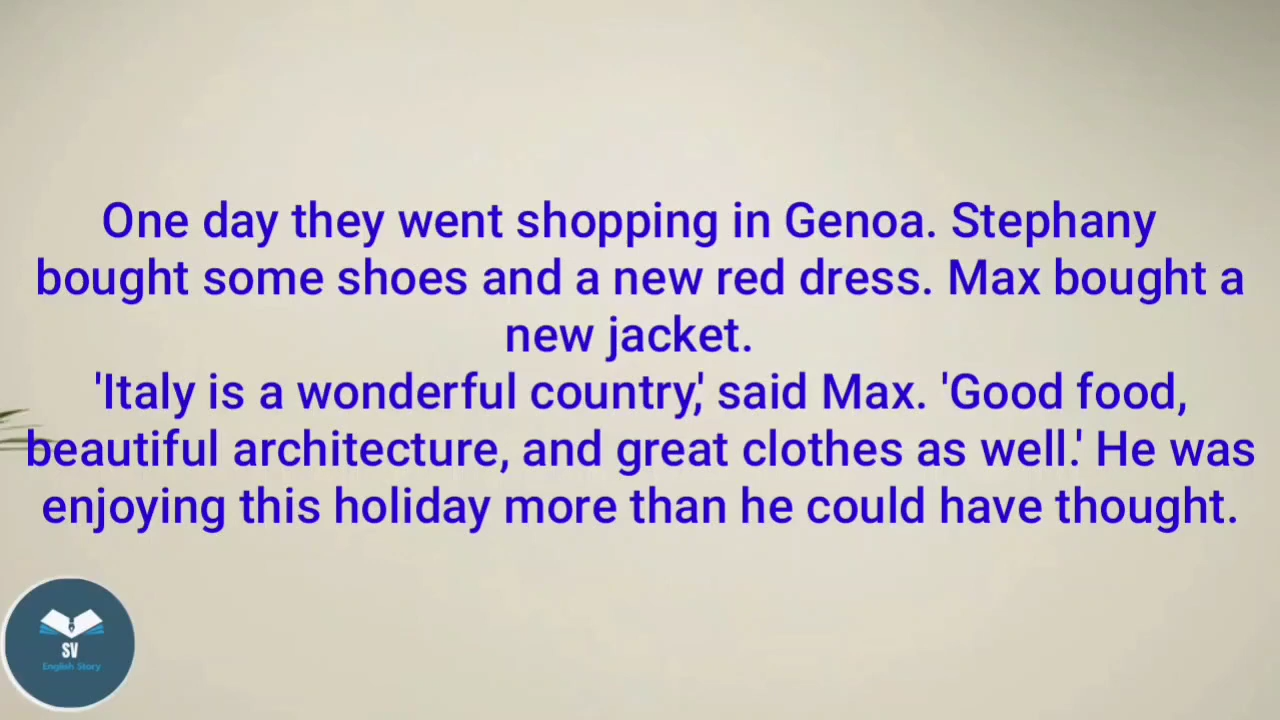 One day they went shopping in Genoa. Stephany
bought some shoes and a new red dress. Max bought a
new jacket.
'Italy is a wonderful country,' said Max. 'Good food,
beautiful architecture, and great clothes as well.' He was
enjoying this holiday more than he could have thought.
SV
English Story